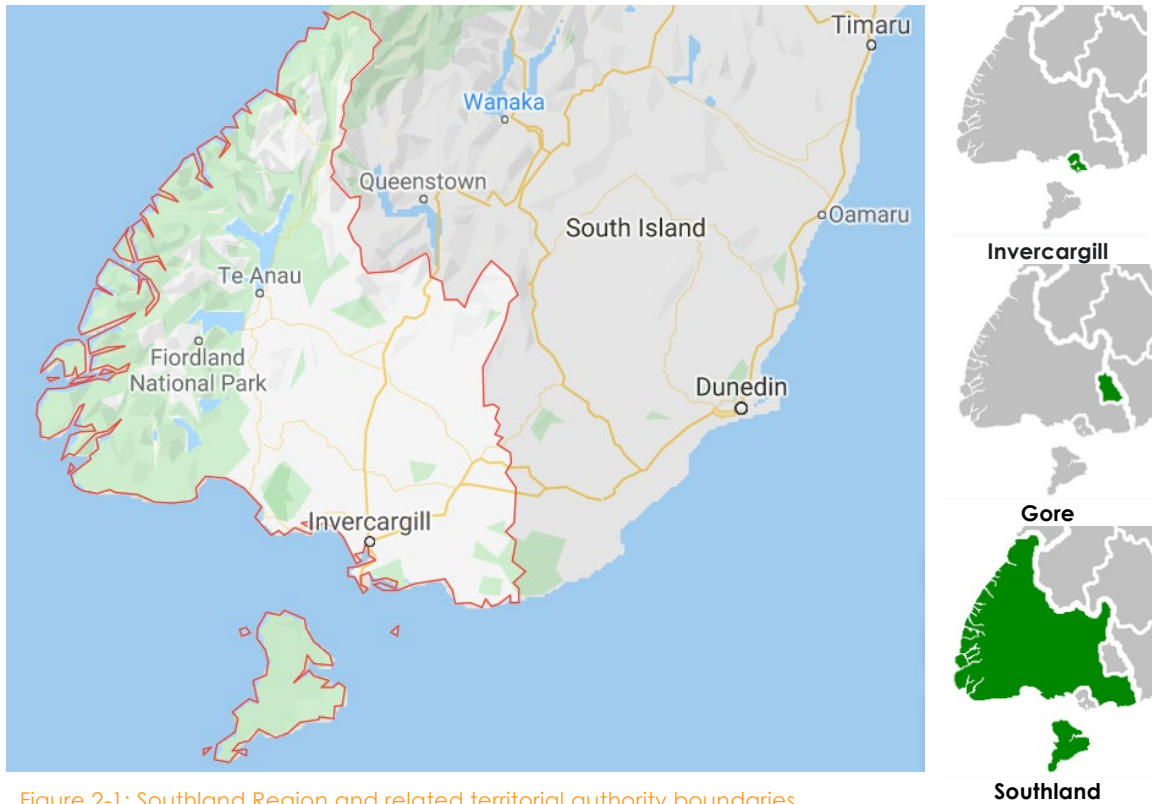 Timaru
Wanaka
Queenstown
Oamaru
South Island
Te Anau
Fiordland
National Park
Dunedin
Invercargill
Invercargill
Gore
Southland
Figure 2-1: Southland Region and related territorial authority boundaries